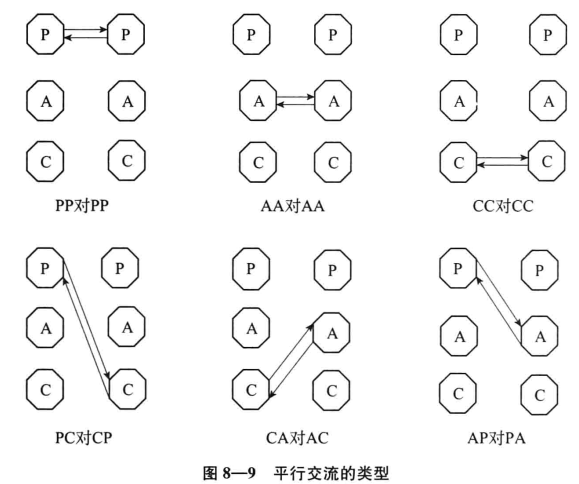 P P P P P P
A A A A A A
C C C C C C
PP对PP AA对AA CC对CC
P P P P P P
A A A A A A
C C C C C C
PC对CP CA对AC AP对PA
图 8—9 平行交流的类型